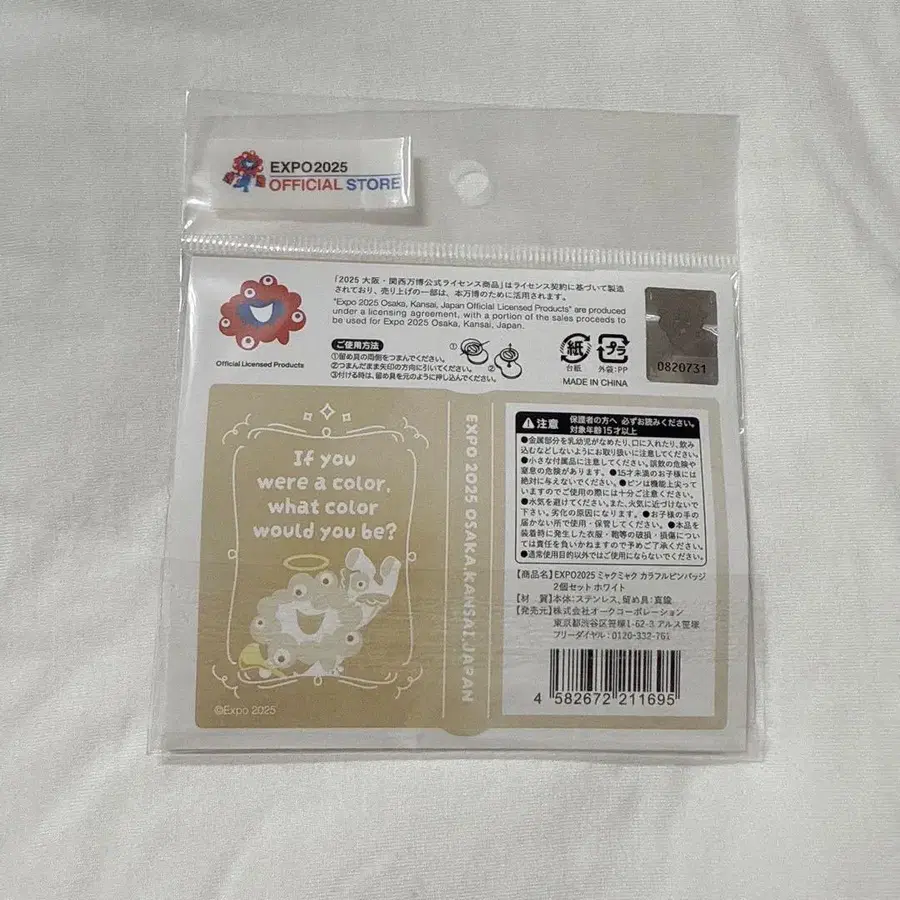 EXPO2025
OFFICIAL STORE
「2025 大阪・関西万博公式ライセンス商品」はライセンス契約に基づいて製造
されており、売り上げの一部は、本万博のために活用されます。
"Expo 2025 Osaka, Kansai, Japan Official Licensed Products" are produced
under a licensing agreement, with a portion of the sales proceeds to
be used for Expo 2025 Osaka, Kansai, Japan.
Official Licensed Products
ご使用方法
①留め具の両側をつまんでください。
②つまんだまま矢印の方向に引いてください。
③付ける時は、留め具を元のように押し込んでください。
①
②
紙
台紙
プラ
外袋:PP
MADE IN CHINA
0820731
If you
were a color,
what color
would you be?
©Expo 2025
EXPO 2025 OSAKA,KANSAI,JAPAN
注意
保護者の方へ 必ずお読みください。
対象年齢15才以上
●金属部分を乳幼児がなめたり、口に入れたり、飲み
込むなどしないようにお取り扱いに注意してください。
●小さな付属品に注意してください。誤飲の危険や
窒息の危険があります。●15才未満のお子様には
絶対に与えないでください。●ピンは機能上尖って
いますのでご使用の際には十分ご注意ください。
●水気を避けてください。また、火気に近づけないで
下さい。劣化の原因になります。●お子様の手の
届かない所で使用・保管してください。●本品を
装着時に発生した衣服・鞄等の破損・損傷につい
ては責任を負いかねますので予めご了承ください。
●通常使用目的以外ではご使用にならないでください。
【商品名】EXPO2025 ミャクミャク カラフルピンバッジ
2個セット ホワイト
【材 質】本体:ステンレス、留め具:真鍮
【発売元】株式会社オークコーポレーション
東京都渋谷区笹塚1-62-3 アルス笹塚
フリーダイヤル:0120-332-761
4 582672 211695